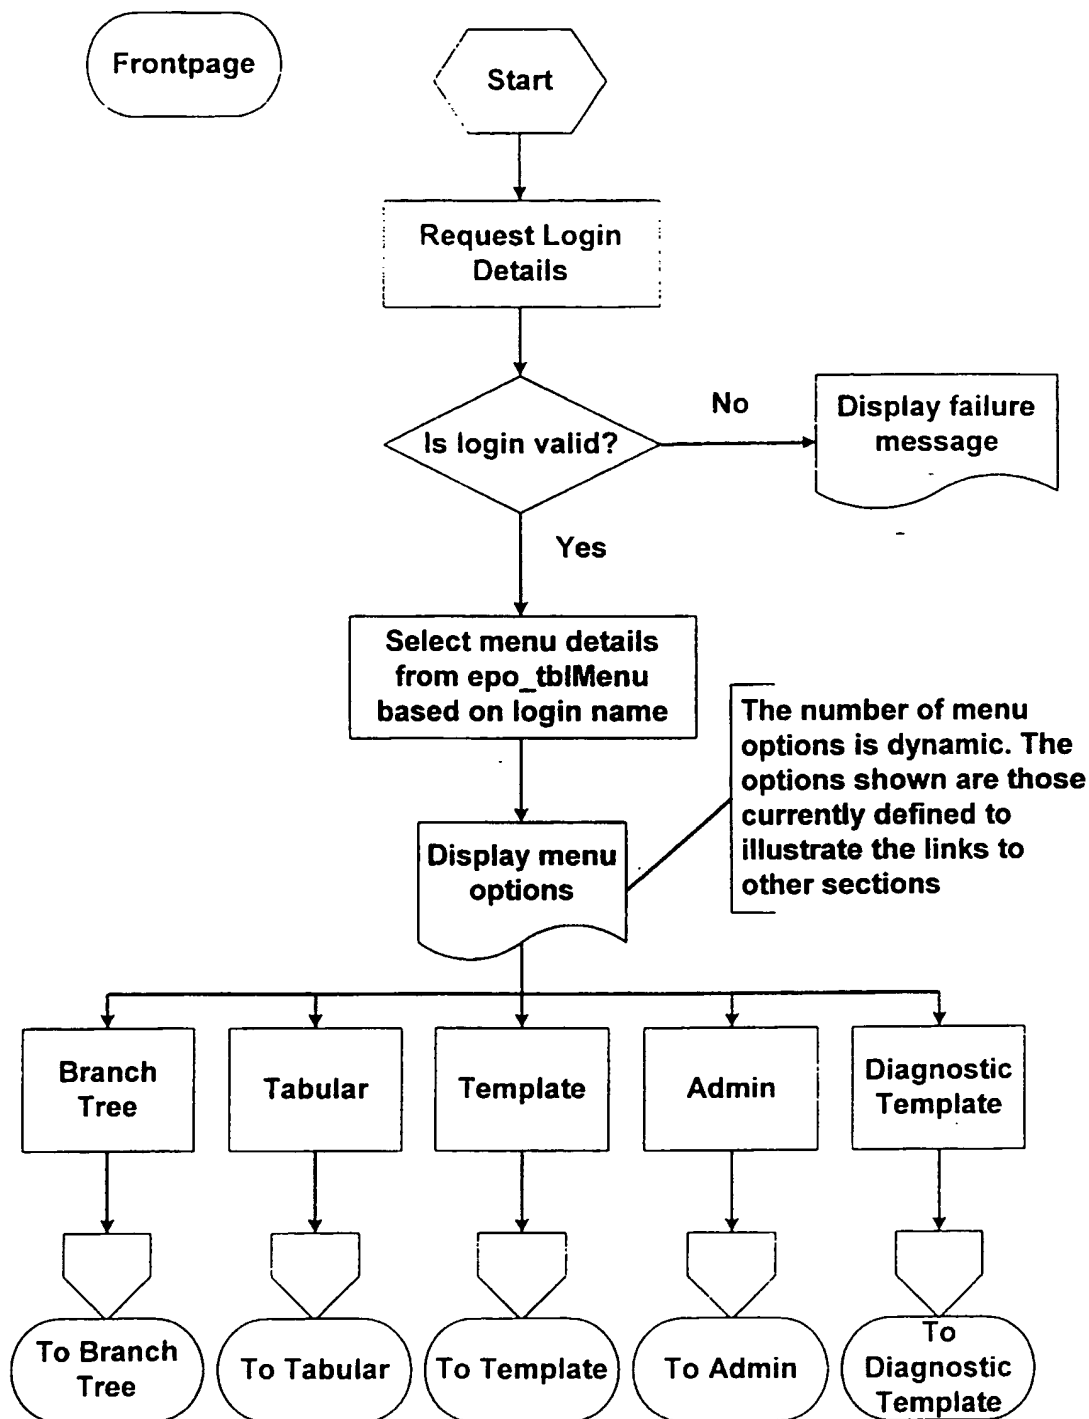 Frontpage
Start
Request Login
Details
Is login valid?
No
Display failure
message
Yes
Select menu details
from epo_tblMenu
based on login name
The number of menu
options is dynamic. The
options shown are those
currently defined to
illustrate the links to
other sections
Display menu
options
Branch
Tree
Tabular
Template
Admin
Diagnostic
Template
To Branch
Tree
To Tabular
To Template
To Admin
To
Diagnostic
Template